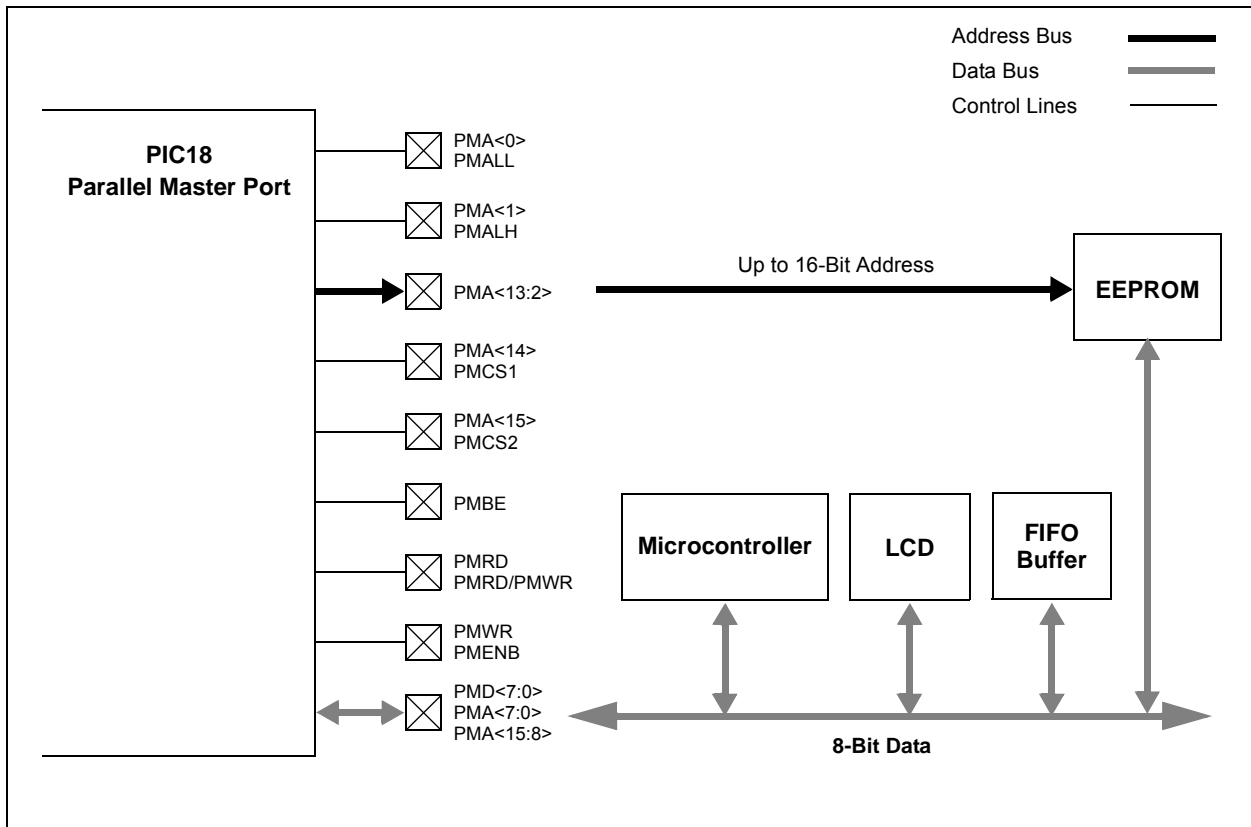 Address Bus
Data Bus
Control Lines
PIC18
Parallel Master Port
PMA<0>
PMALL
PMA<1>
PMALH
PMA<13:2>
Up to 16-Bit Address
EEPROM
PMA<14>
PMCS1
PMA<15>
PMCS2
PMBE
Microcontroller
LCD
FIFO
Buffer
PMRD
PMRD/PMWR
PMWR
PMENB
PMD<7:0>
PMA<7:0>
PMA<15:8>
8-Bit Data